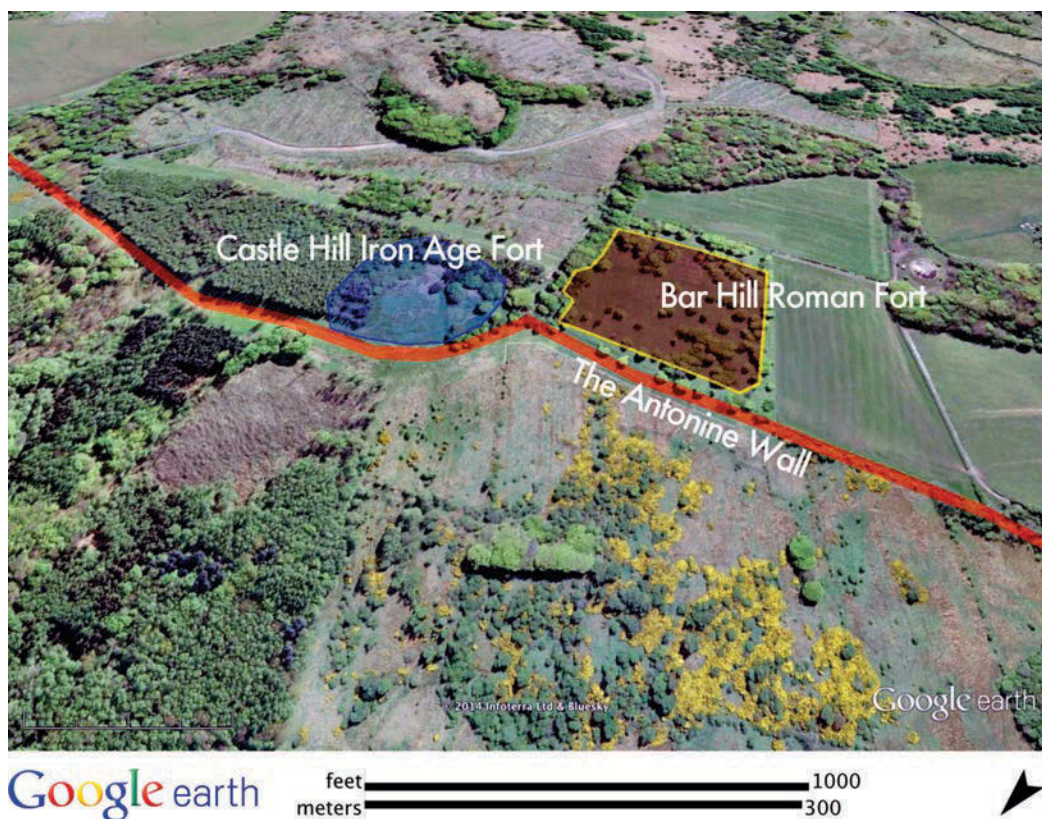 Castle Hill Iron Age Fort
Bar Hill Roman Fort
The Antonine Wall
© 2014 Infoterra Ltd & Bluesky
Google earth
Google earth
feet 1000
meters 300